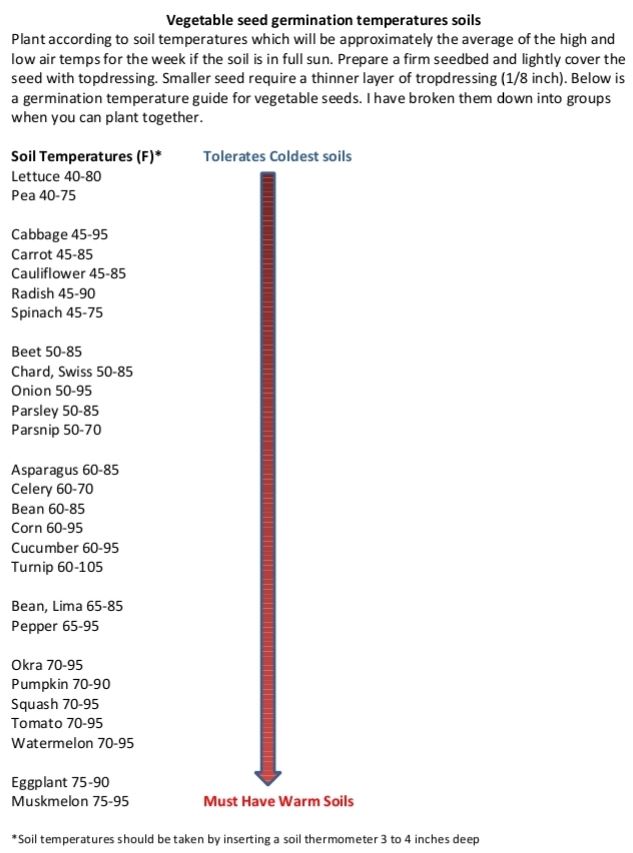 Vegetable seed germination temperatures soils
Plant according to soil temperatures which will be approximately the average of the high and
low air temps for the week if the soil is in full sun. Prepare a firm seedbed and lightly cover the
seed with topdressing. Smaller seed require a thinner layer of tropdressing (1/8 inch). Below is
a germination temperature guide for vegetable seeds. I have broken them down into groups
when you can plant together.
Soil Temperatures (F)* Tolerates Coldest soils
Lettuce 40-80
Pea 40-75
Cabbage 45-95
Carrot 45-85
Cauliflower 45-85
Radish 45-90
Spinach 45-75
Beet 50-85
Chard, Swiss 50-85
Onion 50-95
Parsley 50-85
Parsnip 50-70
Asparagus 60-85
Celery 60-70
Bean 60-85
Corn 60-95
Cucumber 60-95
Turnip 60-105
Bean, Lima 65-85
Pepper 65-95
Okra 70-95
Pumpkin 70-90
Squash 70-95
Tomato 70-95
Watermelon 70-95
Eggplant 75-90
Muskmelon 75-95 Must Have Warm Soils
*Soil temperatures should be taken by inserting a soil thermometer 3 to 4 inches deep